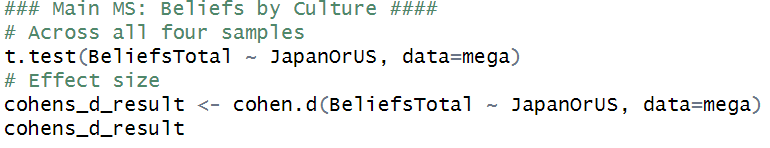 ### Main MS: Beliefs by Culture ####
# Across all four samples
t.test(BeliefsTotal ~ JapanOrUS, data=mega)
# Effect size
cohens_d_result <- cohen.d(BeliefsTotal ~ JapanOrUS, data=mega)
cohens_d_result